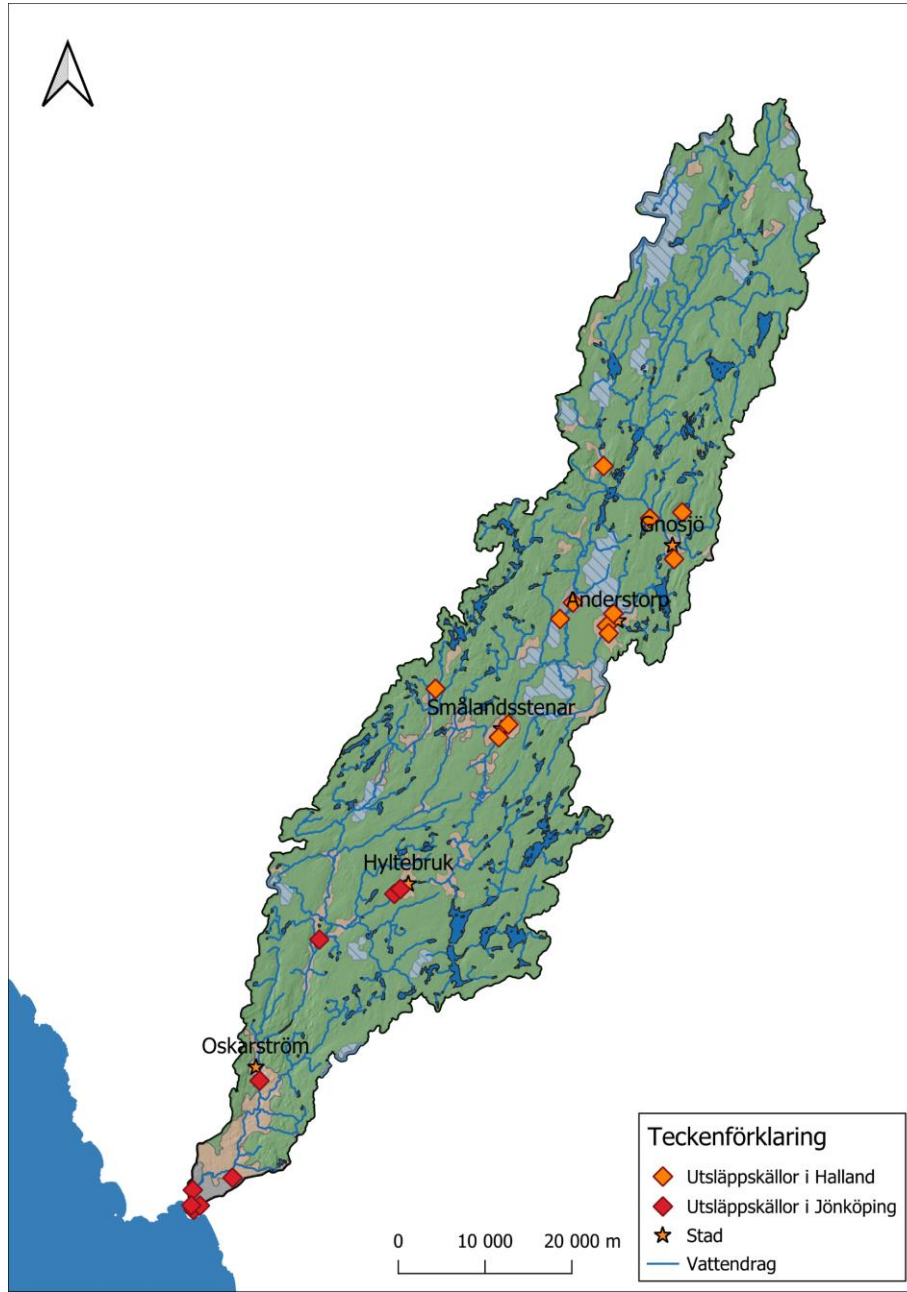 Gnosjö
Anderstorp
Smålandsstenar
Hyltebruk
Oskarström
Teckenförklaring
Utsläppskällor i Halland
Utsläppskällor i Jönköping
Stad
Vattendrag
0 10 000 20 000 m